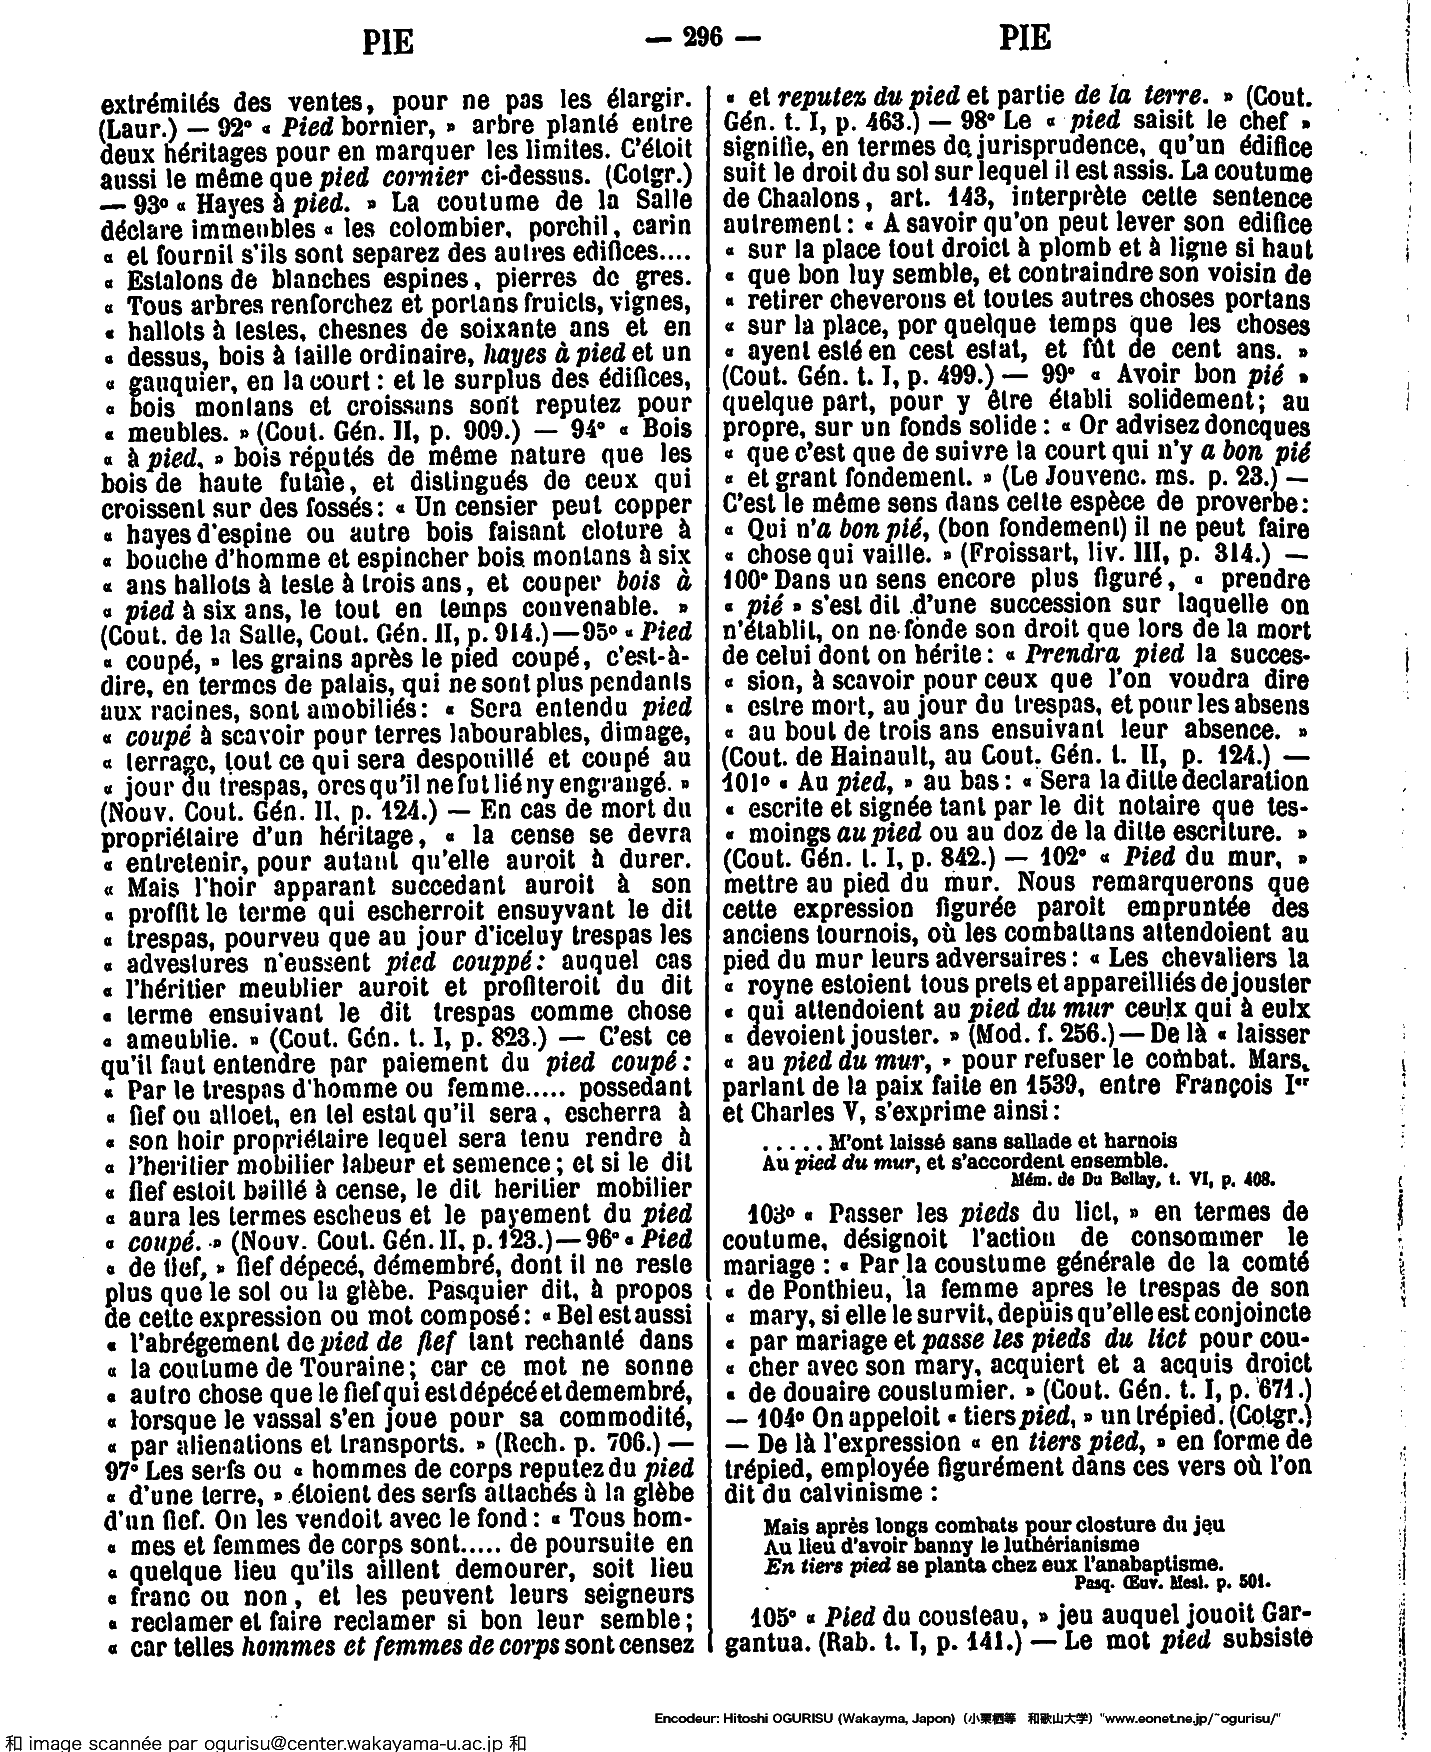 PIE — 296 — PIE
extrémités des ventes, pour ne pas les élargir.
(Laur.) — 92° « Pied bornier, » arbre planté entre
deux héritages pour en marquer les limites. C'étoit
aussi le même que pied cornier ci-dessus. (Cotgr.)
— 93° « Hayes à pied. » La coutume de la Salle
déclare immeubles « les colombier, porchil, carin
« et fournil s'ils sont separez des autres edifices....
« Estalons de blanches espines, pierres de gres.
« Tous arbres renforchez et portans fruicts, vignes,
« hallots à testes, chesnes de soixante ans et en
« dessus, bois à taille ordinaire, hayes à pied et un
« gauquier, en la court : et le surplus des édifices,
« bois montans et croissans sont reputez pour
« meubles. » (Cout. Gén. II, p. 909.) — 94° « Bois
« à pied, » bois réputés de même nature que les
bois de haute futaie, et distingués de ceux qui
croissent sur des fossés : « Un censier peut copper
« hayes d'espine ou autre bois faisant cloture à
« bouche d'homme et espincher bois montans à six
« ans hallots à teste à trois ans, et couper bois à
« pied à six ans, le tout en temps convenable. »
(Cout. de la Salle, Cout. Gén. II, p. 914.) — 95° « Pied
« coupé, » les grains après le pied coupé, c'est-à-
dire, en termes de palais, qui ne sont plus pendants
aux racines, sont amobiliés : « Sera entendu pied
« coupé à scavoir pour terres labourables, dimage,
« terrage, tout ce qui sera despouillé et coupé au
« jour du trespas, ores qu'il ne fut lié ny engrangé. »
(Nouv. Cout. Gén. II, p. 124.) — En cas de mort du
propriétaire d'un héritage, « la cense se devra
« entretenir, pour autant qu'elle auroit à durer.
« Mais l'hoir apparant succedant auroit à son
« proffit le terme qui escherroit ensuyvant le dit
« trespas, pourveu que au jour d'iceluy trespas les
« advestures n'eussent pied couppé : auquel cas
« l'héritier meublier auroit et profiteroit du dit
« terme ensuivant le dit trespas comme chose
« ameublie. » (Cout. Gén. t. I, p. 823.) — C'est ce
qu'il faut entendre par paiement du pied coupé :
« Par le trespas d'homme ou femme..... possedant
« fief ou alloet, en tel estat qu'il sera, escherra à
« son hoir propriétaire lequel sera tenu rendre à
« l'heritier mobilier labeur et semence ; et si le dit
« fief estoit baillé à cense, le dit heritier mobilier
« aura les termes escheus et le payement du pied
« coupé. » (Nouv. Cout. Gén. II, p. 123.) — 96° « Pied
« de fief, » fief dépecé, démembré, dont il ne reste
plus que le sol ou la glèbe. Pasquier dit, à propos
de cette expression ou mot composé : « Bel est aussi
« l'abrégement de pied de fief tant rechanté dans
« la coutume de Touraine ; car ce mot ne sonne
« autre chose que le fief qui est dépécé et demembré,
« lorsque le vassal s'en joue pour sa commodité,
« par alienations et transports. » (Rech. p. 706.) —
97° Les serfs ou « hommes de corps reputez du pied
« d'une terre, » étoient des serfs attachés à la glèbe
d'un fief. On les vendoit avec le fond : « Tous hom-
« mes et femmes de corps sont..... de poursuite en
« quelque lieu qu'ils aillent demourer, soit lieu
« franc ou non, et les peuvent leurs seigneurs
« reclamer et faire reclamer si bon leur semble ;
« car telles hommes et femmes de corps sont censez
« et reputez du pied et partie de la terre. » (Cout.
Gén. t. I, p. 463.) — 98° Le « pied saisit le chef »
signifie, en termes de jurisprudence, qu'un édifice
suit le droit du sol sur lequel il est assis. La coutume
de Chaalons, art. 143, interprète cette sentence
autrement : « A savoir qu'on peut lever son edifice
« sur la place tout droict à plomb et à ligne si haut
« que bon luy semble, et contraindre son voisin de
« retirer cheverons et toutes autres choses portans
« sur la place, por quelque temps que les choses
« ayent esté en cest estat, et fût de cent ans. »
(Cout. Gén. t. I, p. 499.) — 99° « Avoir bon pié »
quelque part, pour y être établi solidement ; au
propre, sur un fonds solide : « Or advisez doncques
« que c'est que de suivre la court qui n'y a bon pié
« et grant fondement. » (Le Jouvenc. ms. p. 23.) —
C'est le même sens dans cette espèce de proverbe :
« Qui n'a bon pié, (bon fondement) il ne peut faire
« chose qui vaille. » (Froissart, liv. III, p. 314.) —
100° Dans un sens encore plus figuré, « prendre
« pié » s'est dit d'une succession sur laquelle on
n'établit, on ne fonde son droit que lors de la mort
de celui dont on hérite : « Prendra pied la succes-
« sion, à scavoir pour ceux que l'on voudra dire
« estre mort, au jour du trespas, et pour les absens
« au bout de trois ans ensuivant leur absence. »
(Cout. de Hainault, au Cout. Gén. t. II, p. 124.) —
101° « Au pied, » au bas : « Sera la ditte declaration
« escrite et signée tant par le dit notaire que tes-
« moings au pied ou au doz de la ditte escriture. »
(Cout. Gén. t. I, p. 842.) — 102° « Pied du mur, »
mettre au pied du mur. Nous remarquerons que
cette expression figurée paroit empruntée des
anciens tournois, où les combattans attendoient au
pied du mur leurs adversaires : « Les chevaliers la
« royne estoient tous prets et appareilliés de jouster
« qui attendoient au pied du mur ceulx qui à eulx
« devoient jouster. » (Mod. f. 256.) — De là « laisser
« au pied du mur, » pour refuser le combat. Mars,
parlant de la paix faite en 1539, entre François Ier
et Charles V, s'exprime ainsi :
. . . . . M'ont laissé sans sallade et harnois
Au pied du mur, et s'accordent ensemble.
Mém. de Du Bellay, t. VI, p. 408.
103° « Passer les pieds du lict, » en termes de
coutume, désignoit l'action de consommer le
mariage : « Par la coustume générale de la comté
« de Ponthieu, la femme apres le trespas de son
« mary, si elle le survit, depuis qu'elle est conjoincte
« par mariage et passe les pieds du lict pour cou-
« cher avec son mary, acquiert et a acquis droict
« de douaire coustumier. » (Cout. Gén. t. I, p. 671.)
— 104° On appeloit « tiers pied, » un trépied. (Cotgr.)
— De là l'expression « en tiers pied, » en forme de
trépied, employée figurément dans ces vers où l'on
dit du calvinisme :
Mais après longs combats pour closture du jeu
Au lieu d'avoir banny le luthérianisme
En tiers pied se planta chez eux l'anabaptisme.
Pasq. Œuv. Mesl. p. 501.
105° « Pied du cousteau, » jeu auquel jouoit Gar-
gantua. (Rab. t. I, p. 141.) — Le mot pied subsiste
Encodeur: Hitoshi OGURISU (Wakayma, Japon) (小栗栖等 和歌山大学) "www.eonet.ne.jp/~ogurisu/"
和 image scannée par ogurisu@center.wakayama-u.ac.jp 和